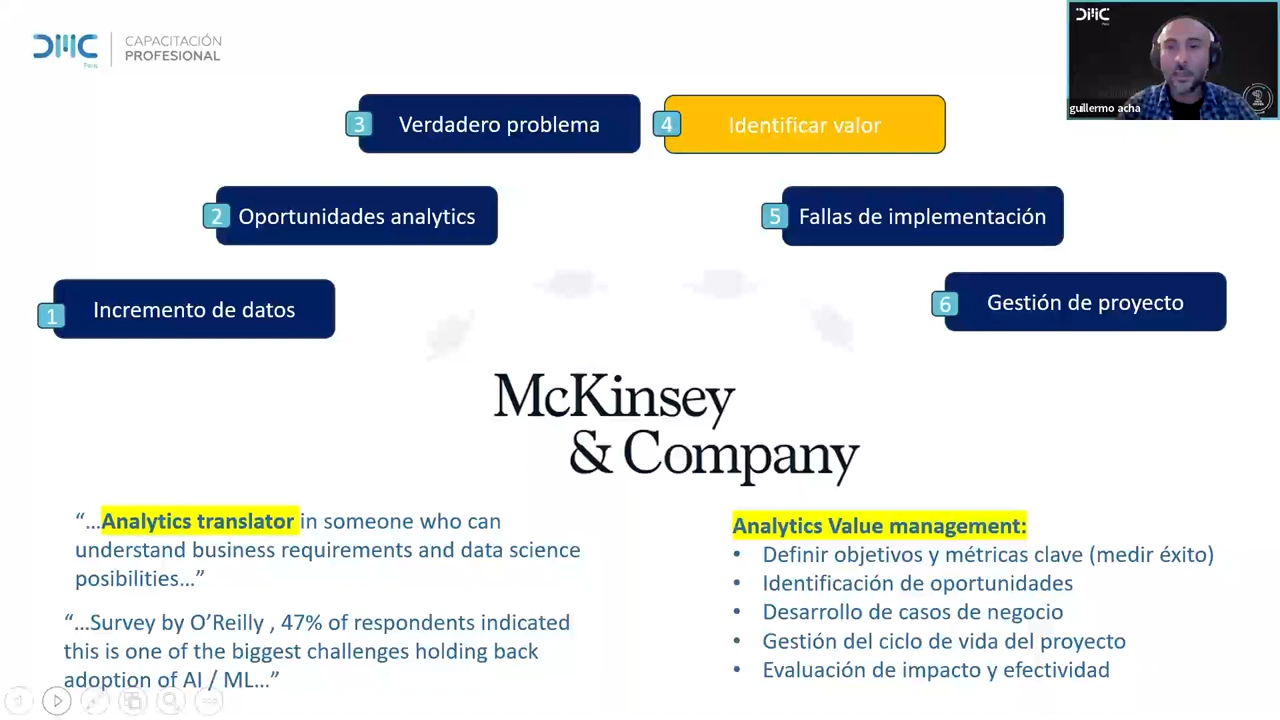 DMC
Perú
CAPACITACIÓN
PROFESIONAL
DMC
guillermo acha
3 Verdadero problema
4 Identificar valor
2 Oportunidades analytics
5 Fallas de implementación
1 Incremento de datos
6 Gestión de proyecto
McKinsey
& Company
“…Analytics translator in someone who can
understand business requirements and data science
posibilities…”
“…Survey by O’Reilly , 47% of respondents indicated
this is one of the biggest challenges holding back
adoption of AI / ML…”
Analytics Value management:
• Definir objetivos y métricas clave (medir éxito)
• Identificación de oportunidades
• Desarrollo de casos de negocio
• Gestión del ciclo de vida del proyecto
• Evaluación de impacto y efectividad